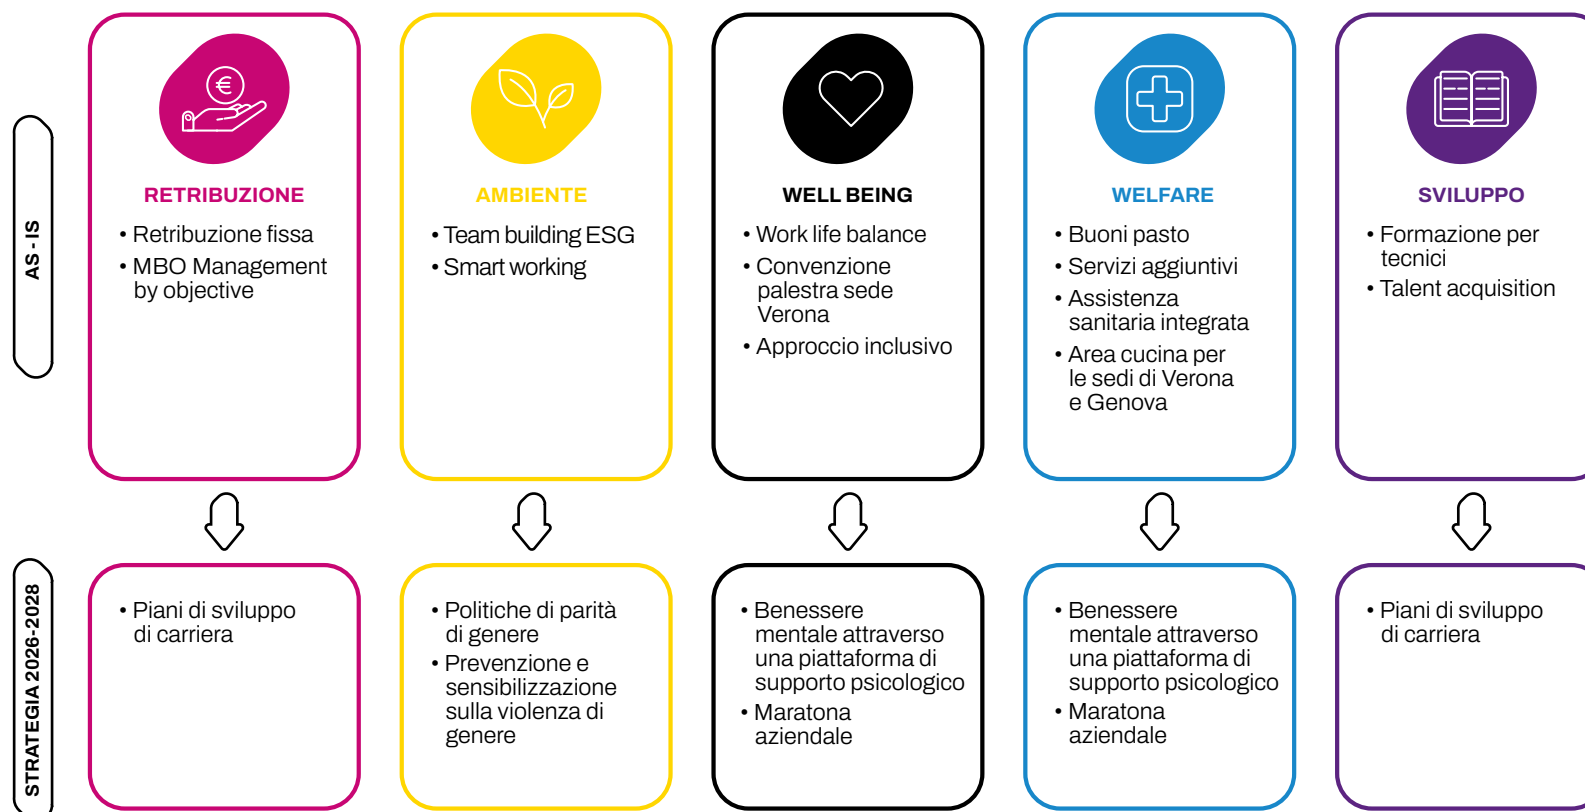 AS - IS
RETRIBUZIONE
• Retribuzione fissa
• MBO Management
by objective
AMBIENTE
• Team building ESG
• Smart working
WELL BEING
• Work life balance
• Convenzione
palestra sede
Verona
• Approccio inclusivo
WELFARE
• Buoni pasto
• Servizi aggiuntivi
• Assistenza
sanitaria integrata
• Area cucina per
le sedi di Verona
e Genova
SVILUPPO
• Formazione per
tecnici
• Talent acquisition
STRATEGIA 2026-2028
• Piani di sviluppo
di carriera
• Politiche di parità
di genere
• Prevenzione e
sensibilizzazione
sulla violenza di
genere
• Benessere
mentale attraverso
una piattaforma di
supporto psicologico
• Maratona
aziendale
• Benessere
mentale attraverso
una piattaforma di
supporto psicologico
• Maratona
aziendale
• Piani di sviluppo
di carriera